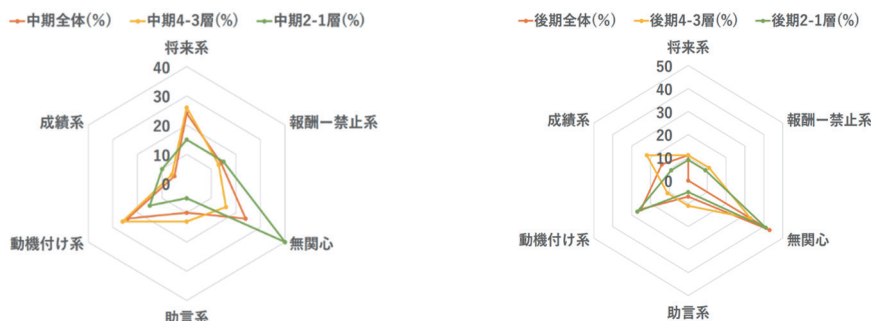 中期全体(%) 中期4-3層(%) 中期2-1層(%)
将来系
40
30
20
10
0
報酬ー禁止系
無関心
助言系
動機付け系
成績系
後期全体(%) 後期4-3層(%) 後期2-1層(%)
将来系
50
40
30
20
10
0
報酬ー禁止系
無関心
助言系
動機付け系
成績系